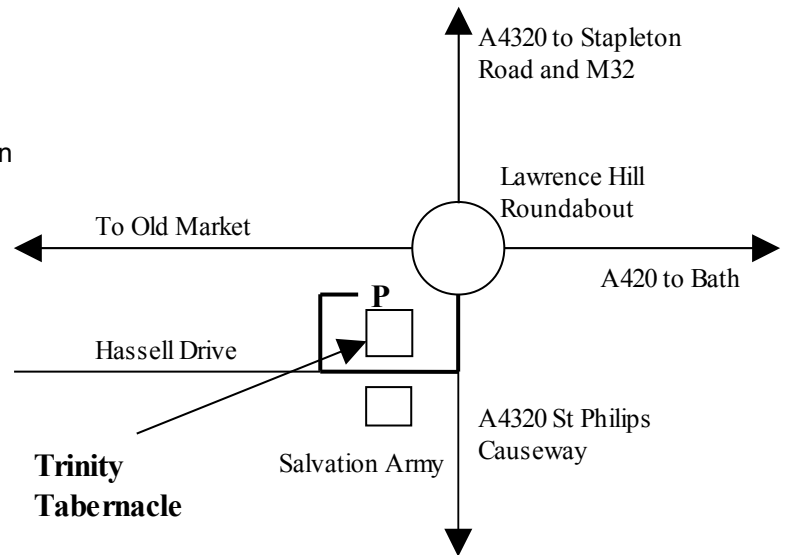 A4320 to Stapleton
Road and M32
n
Lawrence Hill
Roundabout
To Old Market
A420 to Bath
P
Hassell Drive
A4320 St Philips
Causeway
Salvation Army
Trinity
Tabernacle